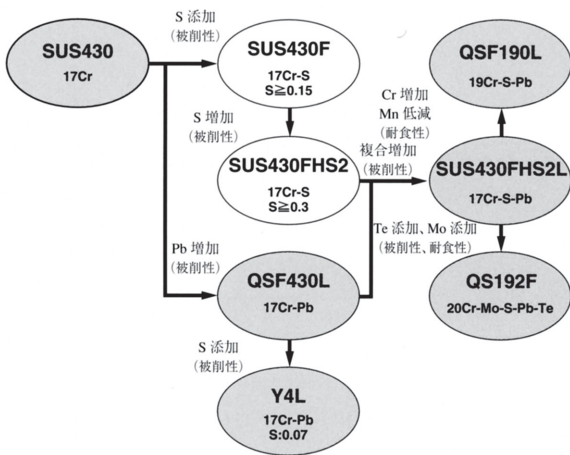 SUS430
17Cr
S 添加
(被削性)
SUS430F
17Cr-S
S≧0.15
S 増加
(被削性)
SUS430FHS2
17Cr-S
S≧0.3
Pb 増加
(被削性)
QSF430L
17Cr-Pb
S 添加
(被削性)
Y4L
17Cr-Pb
S:0.07
複合増加
(被削性)
SUS430FHS2L
17Cr-S-Pb
Cr 増加
Mn 低減
(耐食性)
QSF190L
19Cr-S-Pb
Te 添加、Mo 添加
(被削性、耐食性)
QS192F
20Cr-Mo-S-Pb-Te